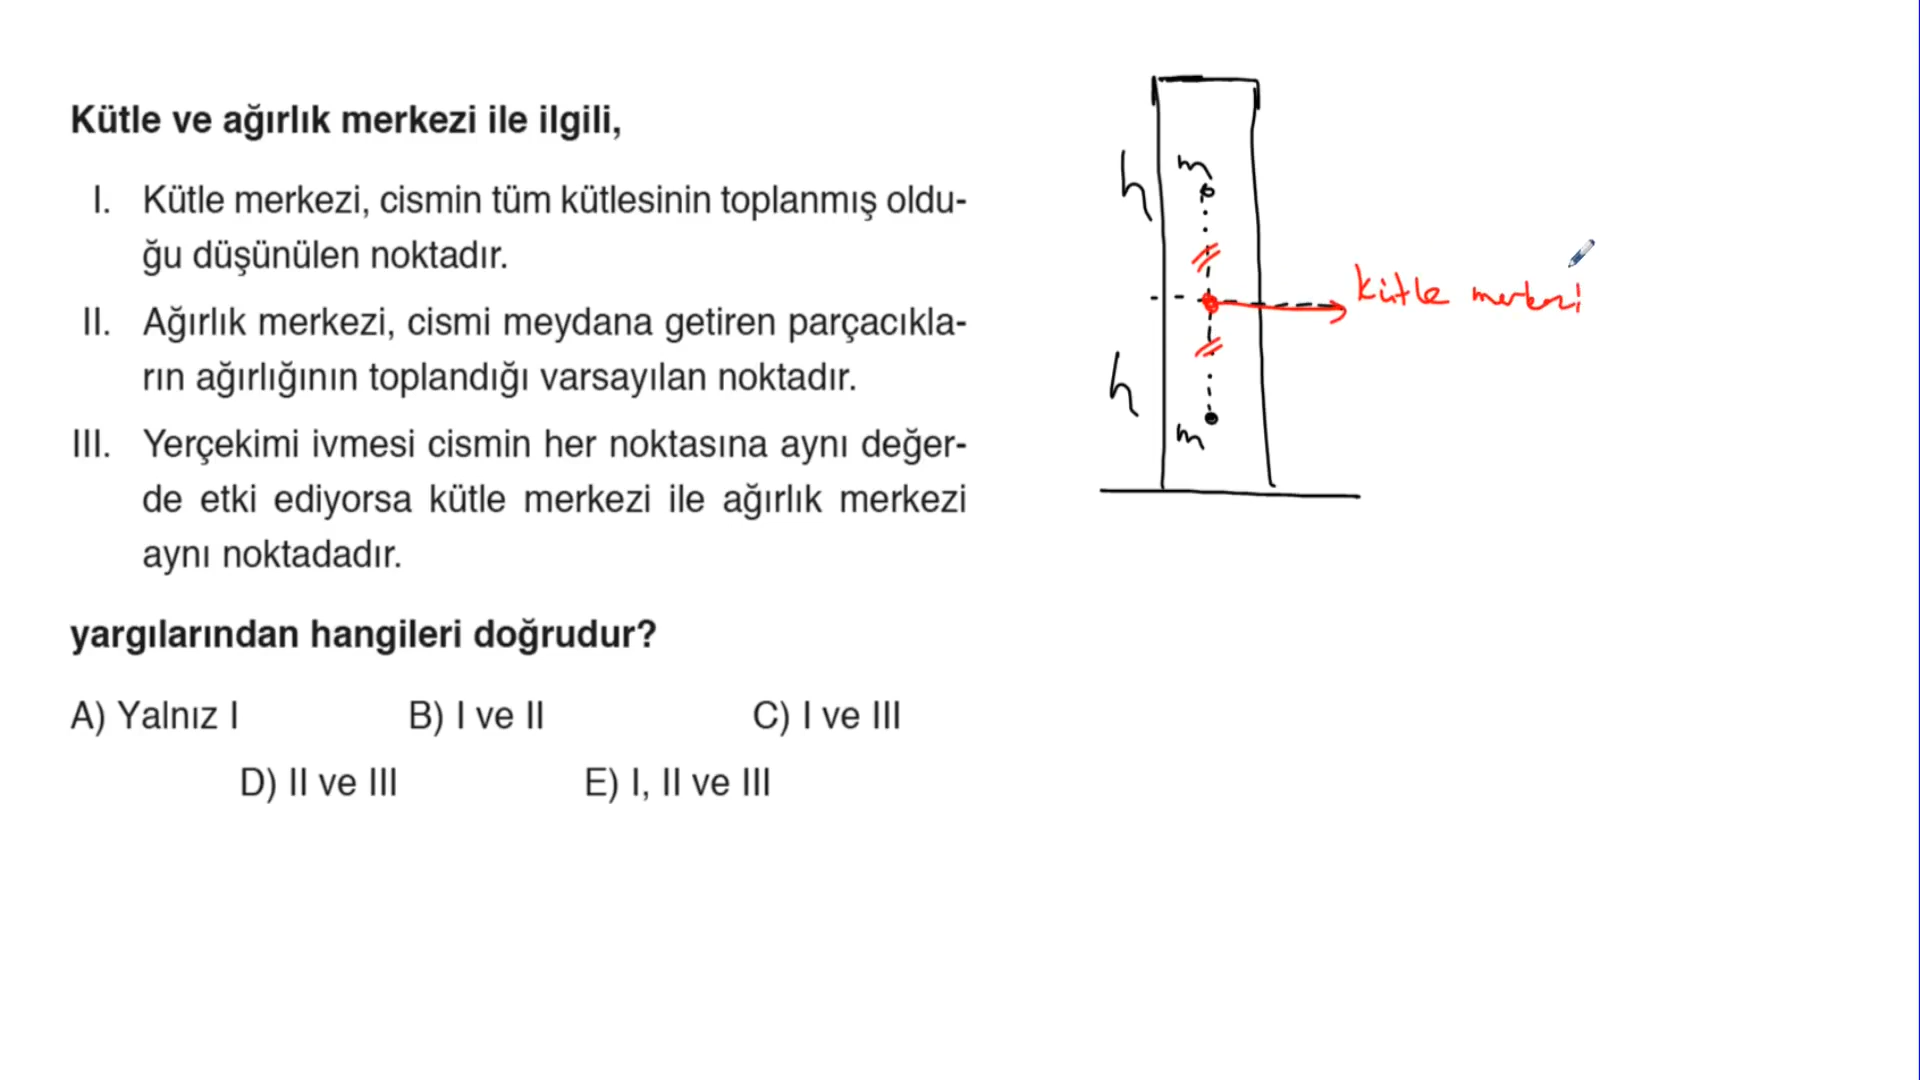 Kütle ve ağırlık merkezi ile ilgili,
I. Kütle merkezi, cismin tüm kütlesinin toplanmış oldu-
ğu düşünülen noktadır.
II. Ağırlık merkezi, cismi meydana getiren parçacıkla-
rın ağırlığının toplandığı varsayılan noktadır.
III. Yerçekimi ivmesi cismin her noktasına aynı değer-
de etki ediyorsa kütle merkezi ile ağırlık merkezi
aynı noktadadır.
yargılarından hangileri doğrudur?
A) Yalnız I B) I ve II C) I ve III
D) II ve III E) I, II ve III
h
m
kütle merkezi
h
m